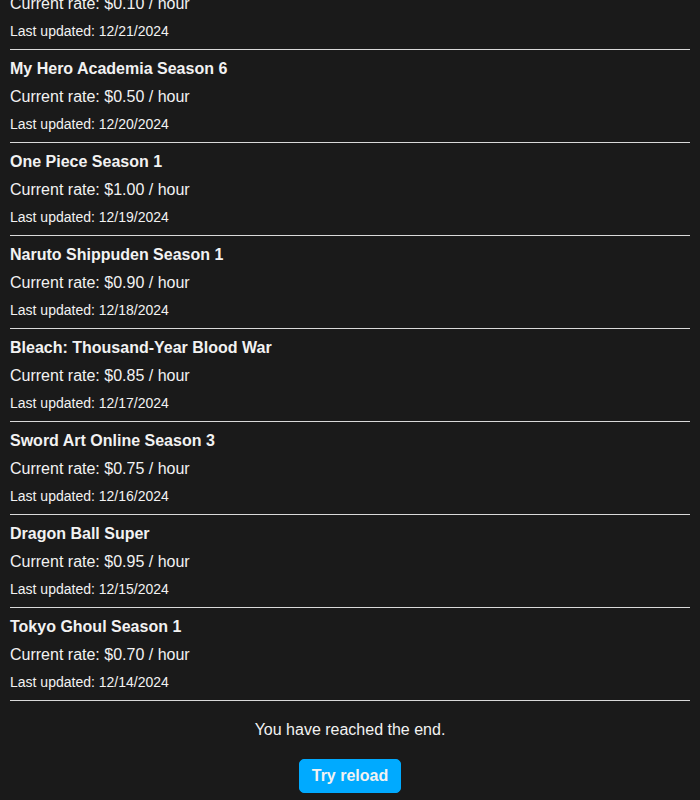 Current rate: $0.10 / hour
Last updated: 12/21/2024
My Hero Academia Season 6
Current rate: $0.50 / hour
Last updated: 12/20/2024
One Piece Season 1
Current rate: $1.00 / hour
Last updated: 12/19/2024
Naruto Shippuden Season 1
Current rate: $0.90 / hour
Last updated: 12/18/2024
Bleach: Thousand-Year Blood War
Current rate: $0.85 / hour
Last updated: 12/17/2024
Sword Art Online Season 3
Current rate: $0.75 / hour
Last updated: 12/16/2024
Dragon Ball Super
Current rate: $0.95 / hour
Last updated: 12/15/2024
Tokyo Ghoul Season 1
Current rate: $0.70 / hour
Last updated: 12/14/2024
You have reached the end.
Try reload